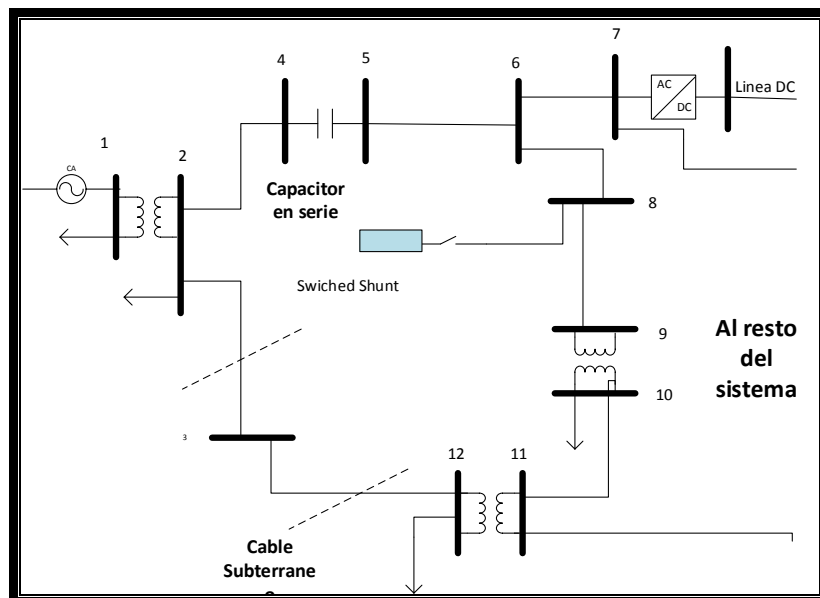 7
4
5
6
AC
DC
Linea DC
1
2
CA
Capacitor
en serie
8
Swiched Shunt
9
Al resto
del
sistema
10
3
12
11
Cable
Subterrane